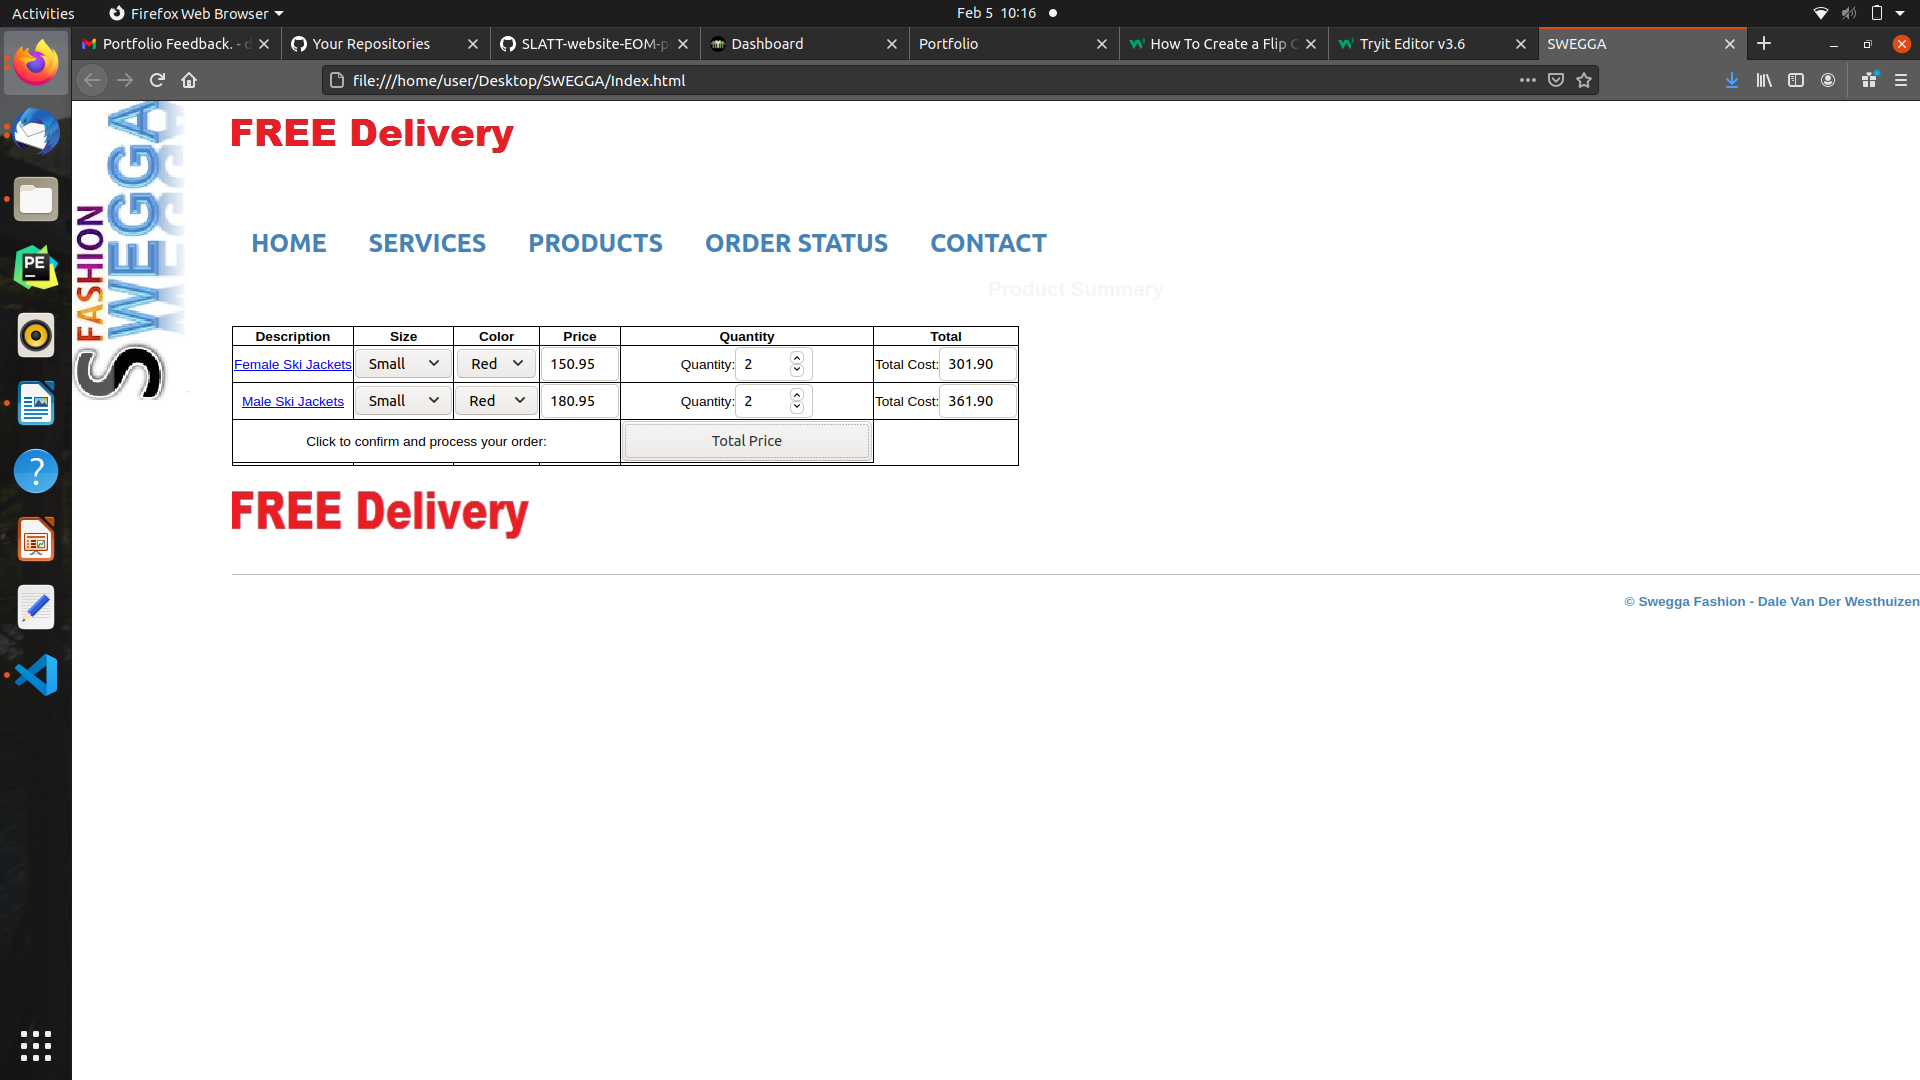 Activities
Firefox Web Browser
Feb 5 10:16
Portfolio Feedback. - d
Your Repositories
SLATT-website-EOM-p
Dashboard
Portfolio
How To Create a Flip C
Tryit Editor v3.6
SWEGGA
file:///home/user/Desktop/SWEGGA/Index.html
SWEGGA
FASHION
FREE Delivery
HOME SERVICES PRODUCTS ORDER STATUS CONTACT
Product Summary
Description Size Color Price Quantity Total
Female Ski Jackets Small Red 150.95 Quantity: 2 Total Cost: 301.90
Male Ski Jackets Small Red 180.95 Quantity: 2 Total Cost: 361.90
Click to confirm and process your order: Total Price
FREE Delivery
© Swegga Fashion - Dale Van Der Westhuizen
PE